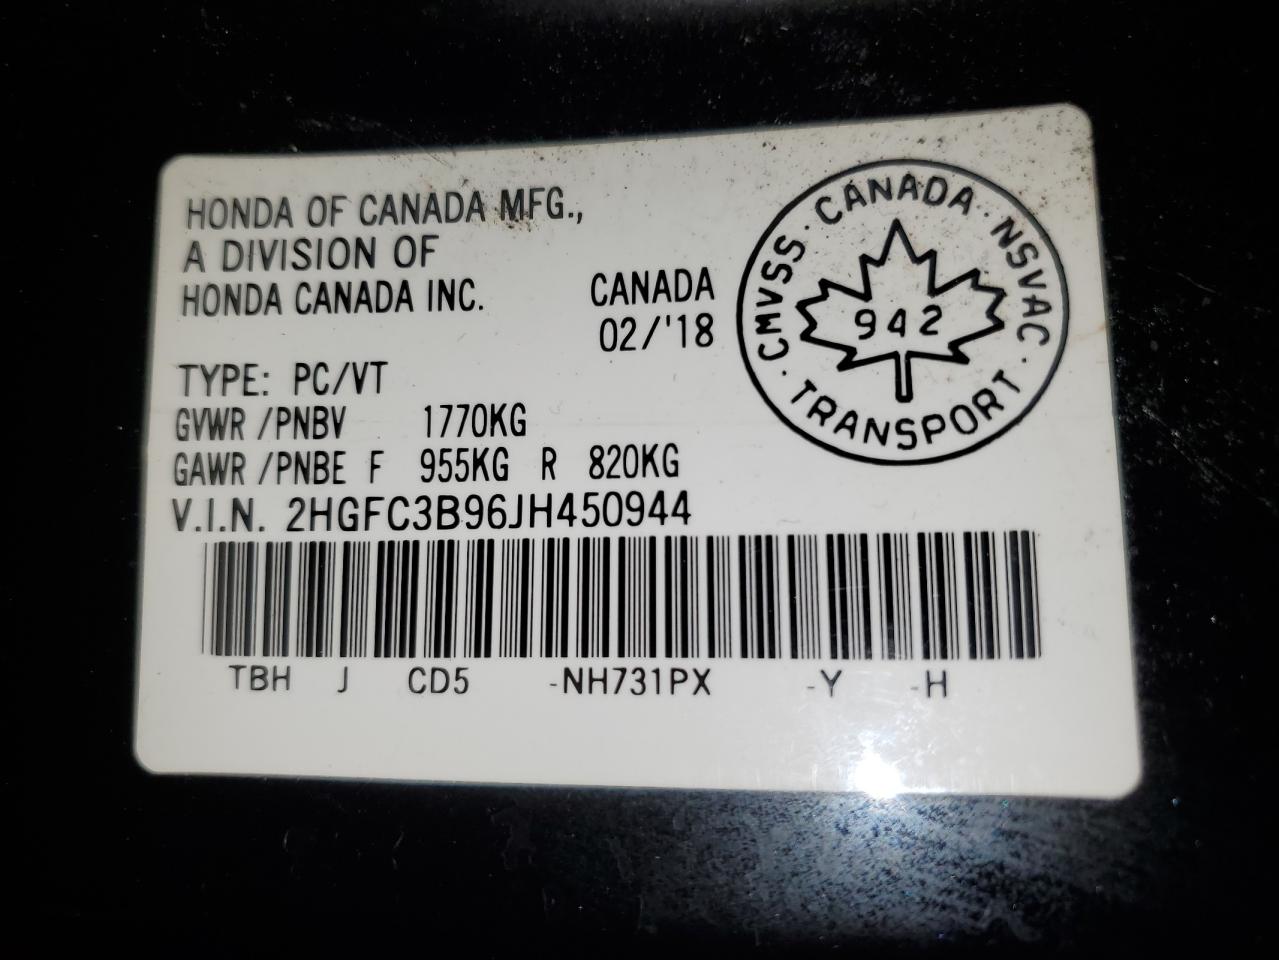 HONDA OF CANADA MFG.,
A DIVISION OF
HONDA CANADA INC.
CANADA
02/'18
CMVSS · CANADA · NSVAC · TRANSPORT ·
942
TYPE: PC/VT
GVWR /PNBV 1770KG
GAWR /PNBE F 955KG R 820KG
V.I.N. 2HGFC3B96JH450944
TBH J CD5 -NH731PX -Y -H